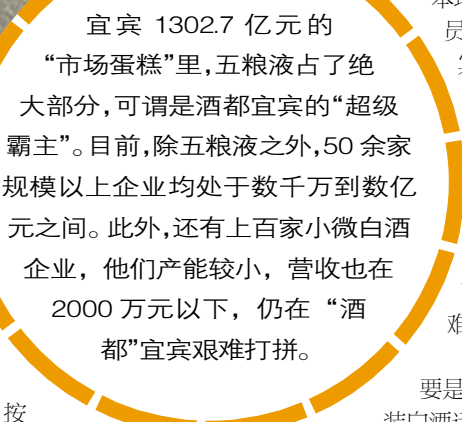 宜宾 1302.7 亿元的
“市场蛋糕”里，五粮液占了绝
大部分，可谓是酒都宜宾的“超级
霸主”。目前，除五粮液之外，50 余家
规模以上企业均处于数千万到数亿
元之间。此外，还有上百家小微白酒
企业，他们产能较小，营收也在
2000 万元以下，仍在“酒
都”宜宾艰难打拼。
按
员
难
要是
装白酒